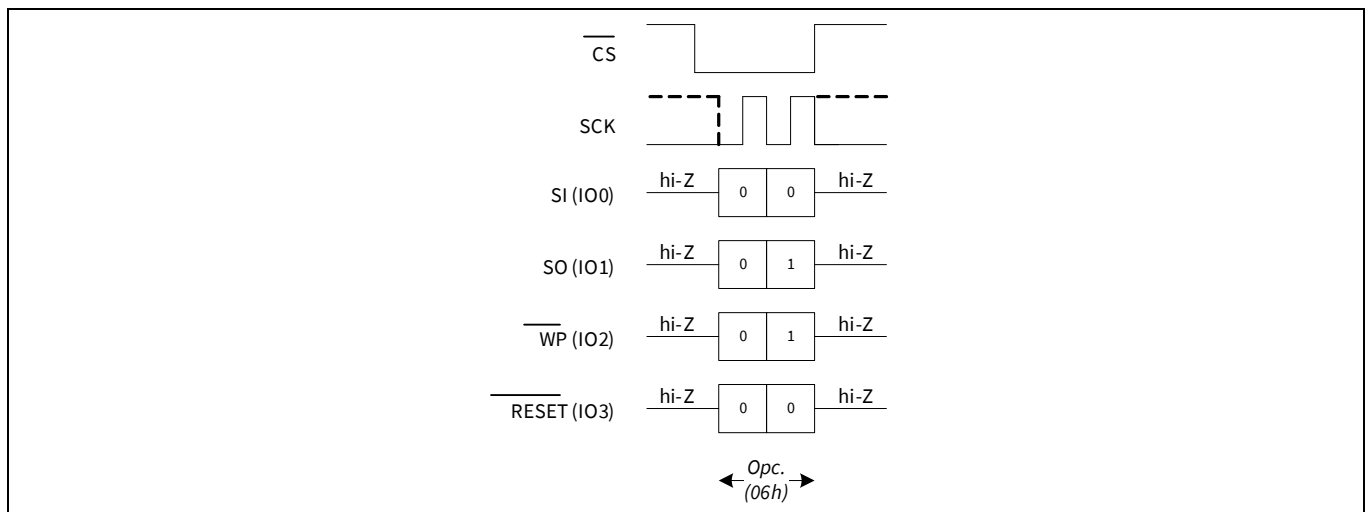 CS
SCK
hi-Z 0 0 hi-Z
SI (IO0)
hi-Z 0 1 hi-Z
SO (IO1)
hi-Z 0 1 hi-Z
WP (IO2)
hi-Z 0 0 hi-Z
RESET (IO3)
Opc.
(06h)